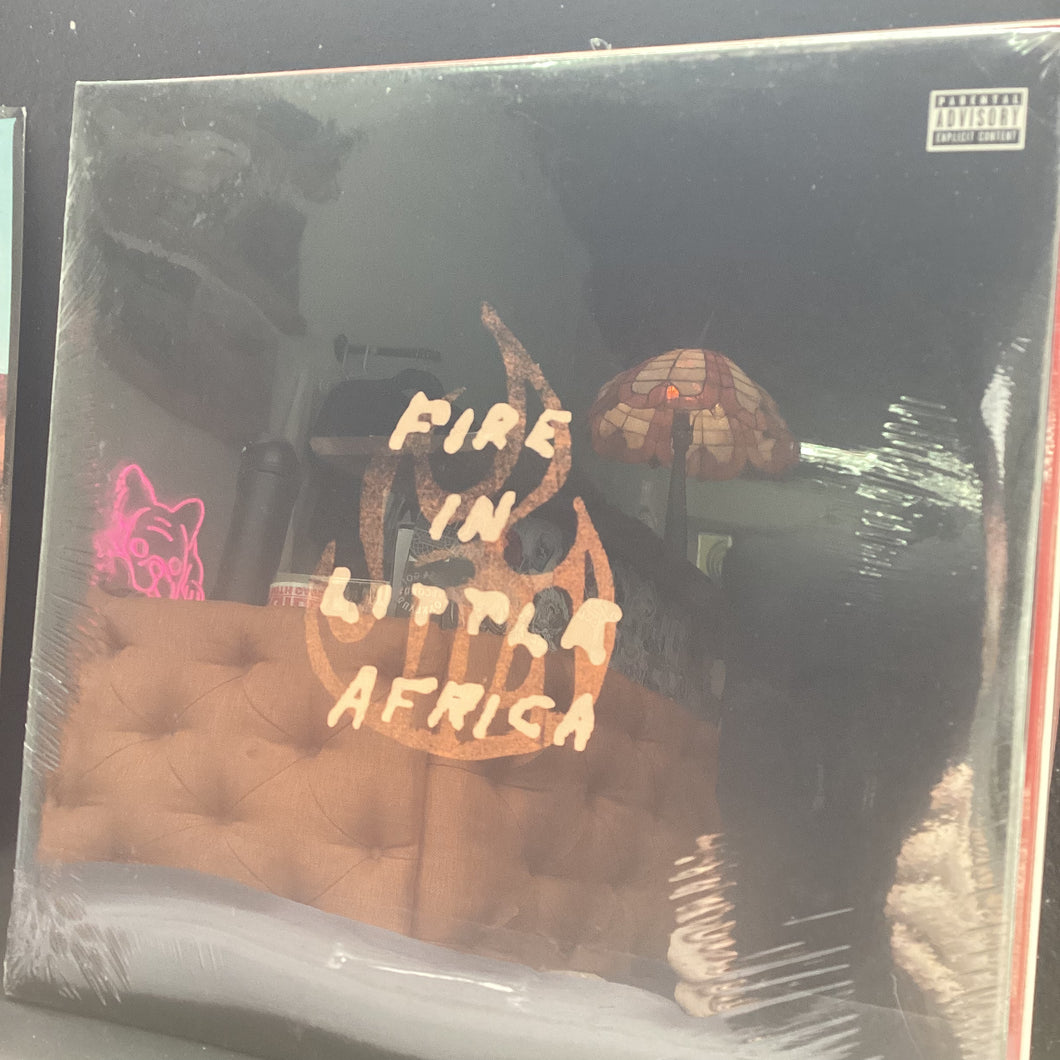 PARENTAL
ADVISORY
EXPLICIT CONTENT
FIRE
IN
LITTLE
AFRICA